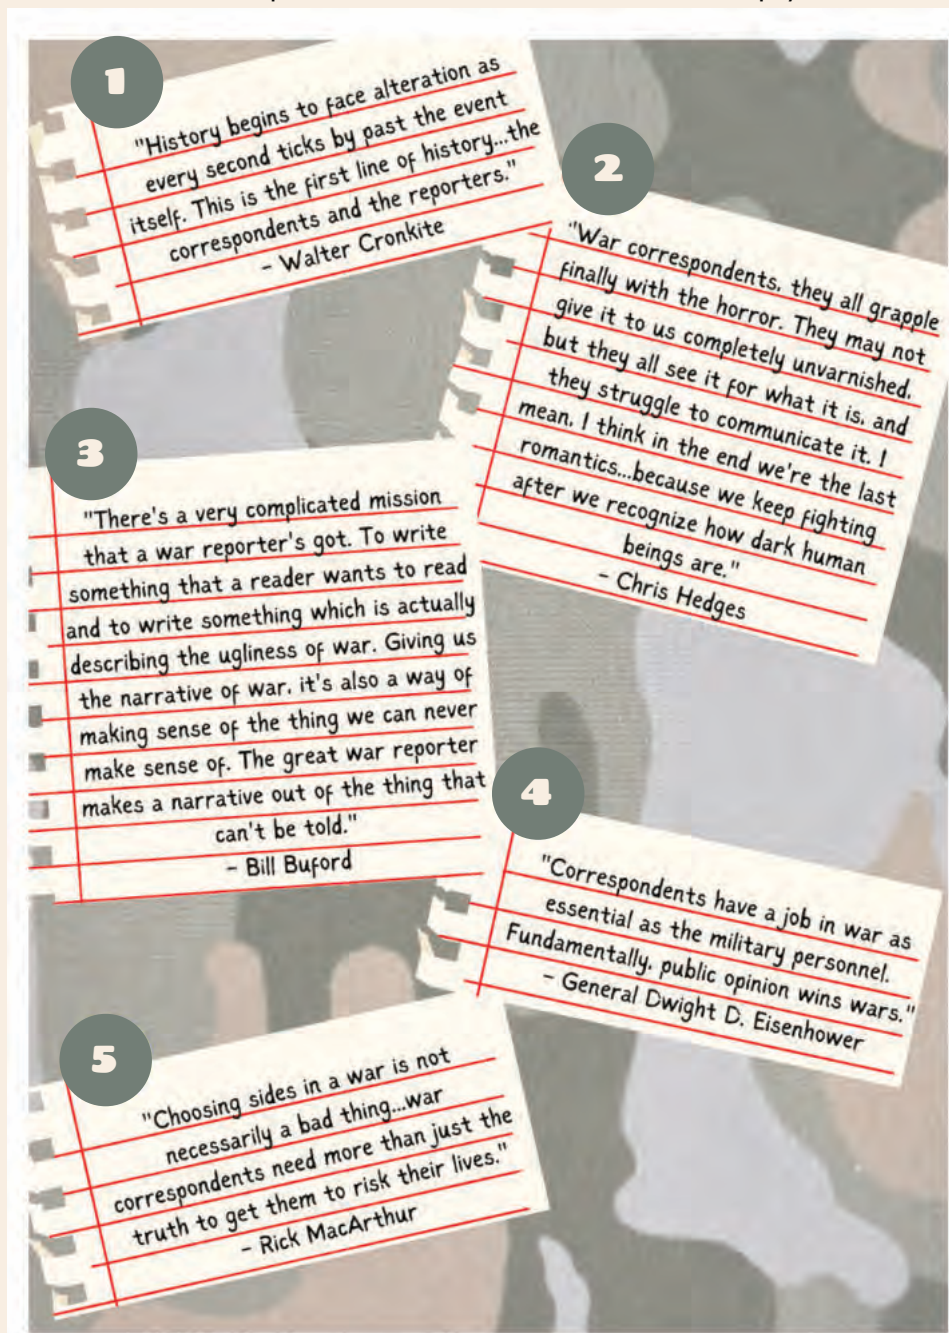 1
"History begins to face alteration as
every second ticks by past the event
itself. This is the first line of history...the
correspondents and the reporters."
- Walter Cronkite
2
"War correspondents, they all grapple
finally with the horror. They may not
give it to us completely unvarnished,
but they all see it for what it is, and
they struggle to communicate it. I
mean, I think in the end we're the last
romantics...because we keep fighting
after we recognize how dark human
beings are."
- Chris Hedges
3
"There's a very complicated mission
that a war reporter's got. To write
something that a reader wants to read
and to write something which is actually
describing the ugliness of war. Giving us
the narrative of war, it's also a way of
making sense of the thing we can never
make sense of. The great war reporter
makes a narrative out of the thing that
can't be told."
- Bill Buford
4
"Correspondents have a job in war as
essential as the military personnel.
Fundamentally, public opinion wins wars."
- General Dwight D. Eisenhower
5
"Choosing sides in a war is not
necessarily a bad thing...war
correspondents need more than just the
truth to get them to risk their lives."
- Rick MacArthur